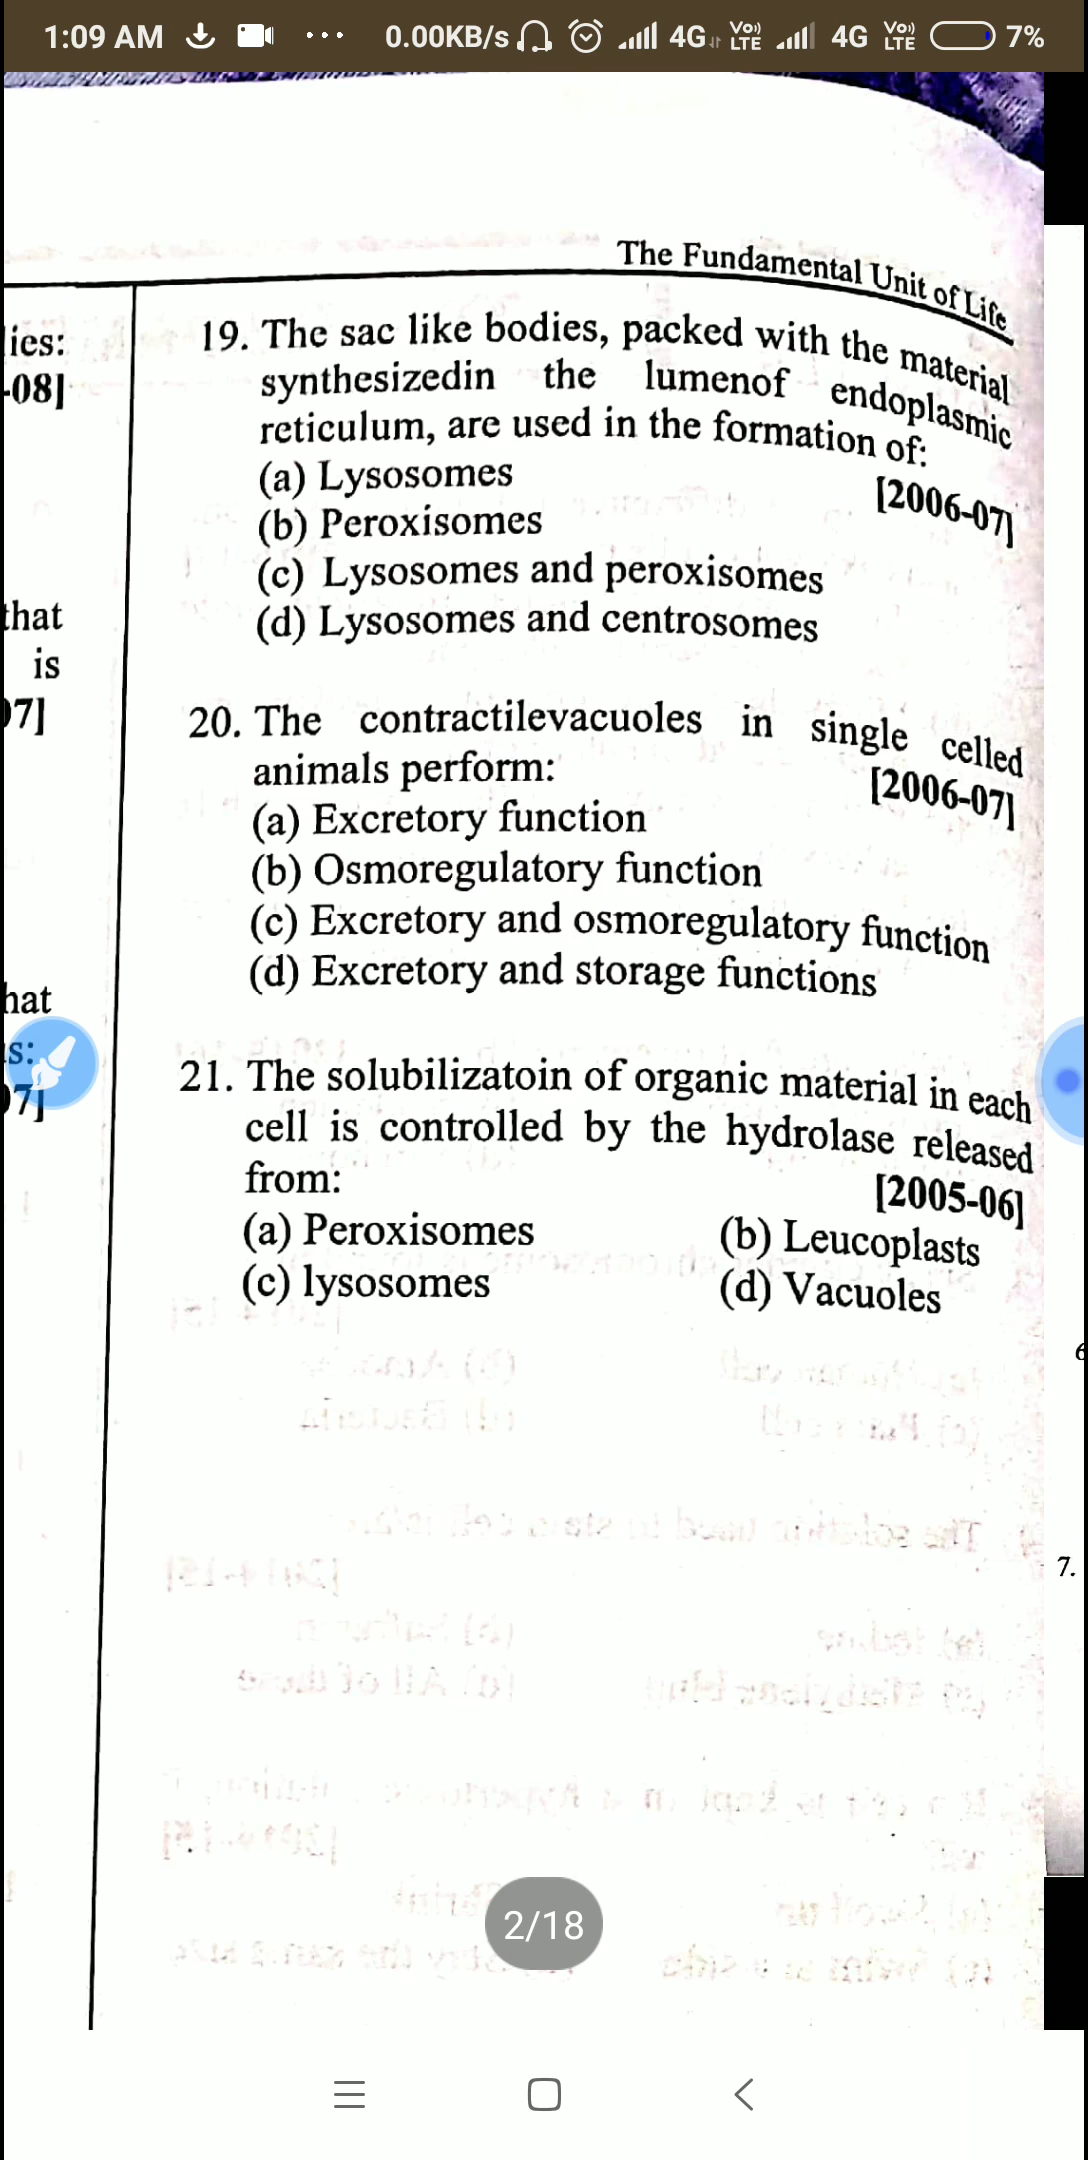 1:09 AM ... 0.00KB/s 4G VoLTE 4G VoLTE 7%
The Fundamental Unit of Life
ies:
-08]
that
is
07]
hat
s:
07]
19. The sac like bodies, packed with the material
synthesizedin the lumenof endoplasmic
reticulum, are used in the formation of:
[2006-07]
(a) Lysosomes
(b) Peroxisomes
(c) Lysosomes and peroxisomes
(d) Lysosomes and centrosomes
20. The contractilevacuoles in single celled
animals perform:
[2006-07]
(a) Excretory function
(b) Osmoregulatory function
(c) Excretory and osmoregulatory function
(d) Excretory and storage functions
21. The solubilizatoin of organic material in each
cell is controlled by the hydrolase released
from:
[2005-06]
(a) Peroxisomes (b) Leucoplasts
(c) lysosomes (d) Vacuoles
6
7.
2/18